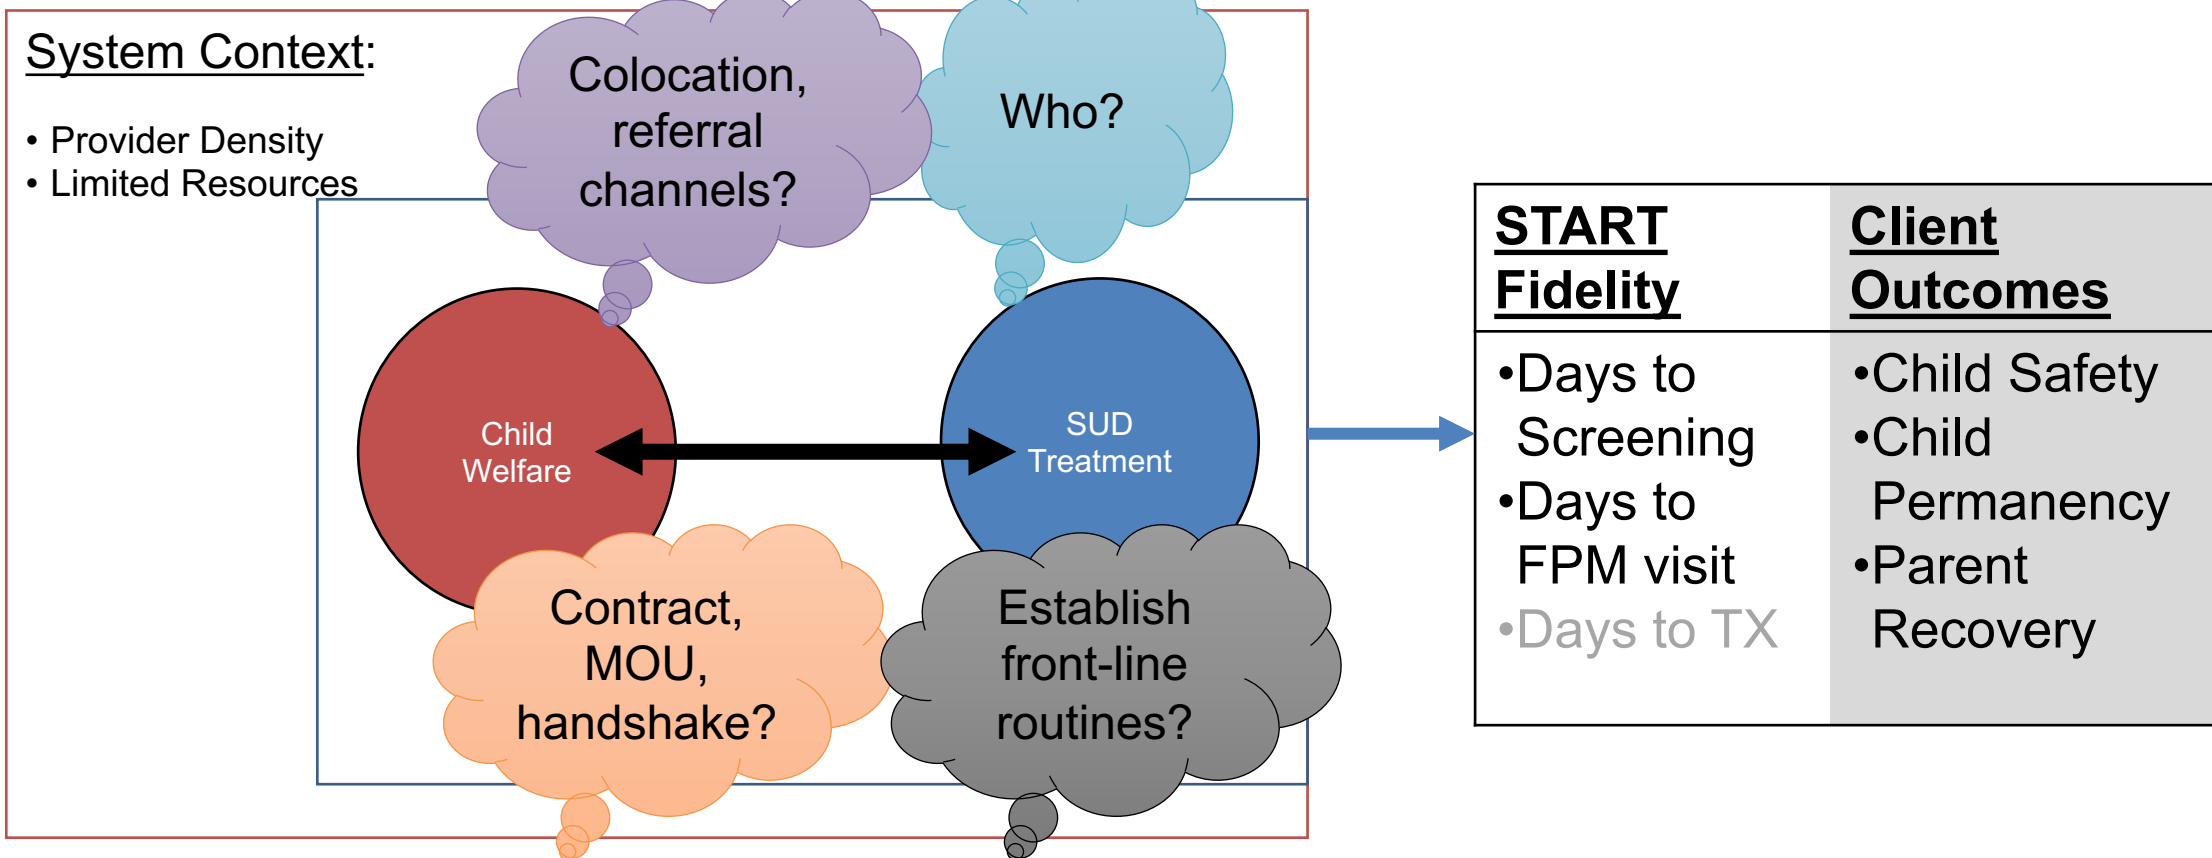 System Context:
• Provider Density
• Limited Resources
Colocation,
referral
channels?
Who?
Child
Welfare
SUD
Treatment
Contract,
MOU,
handshake?
Establish
front-line
routines?
START
Fidelity
•Days to
Screening
•Days to
FPM visit
•Days to TX
Client
Outcomes
•Child Safety
•Child
Permanency
•Parent
Recovery